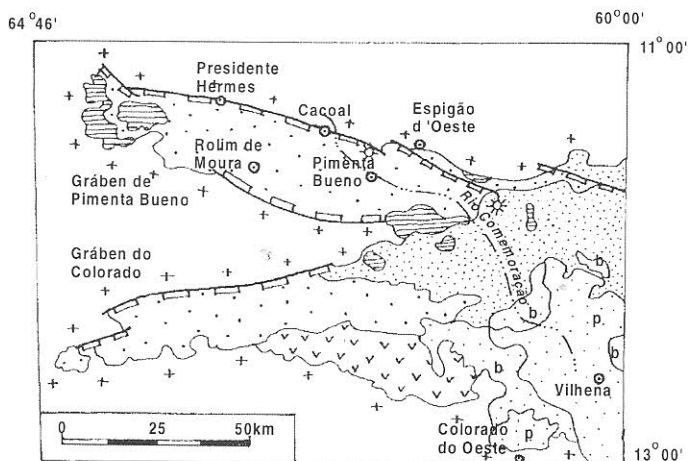 64°46'
60°00'
11°00'
Presidente
Hermes
Cacoal
Espigão
d'Oeste
Rolim de
Moura
Pimenta
Bueno
Gráben de
Pimenta Bueno
Rio Comemoração
Gráben do
Colorado
b
b
p
b
b
Vilhena
p
Colorado
do Oeste
0 25 50km
13°00'